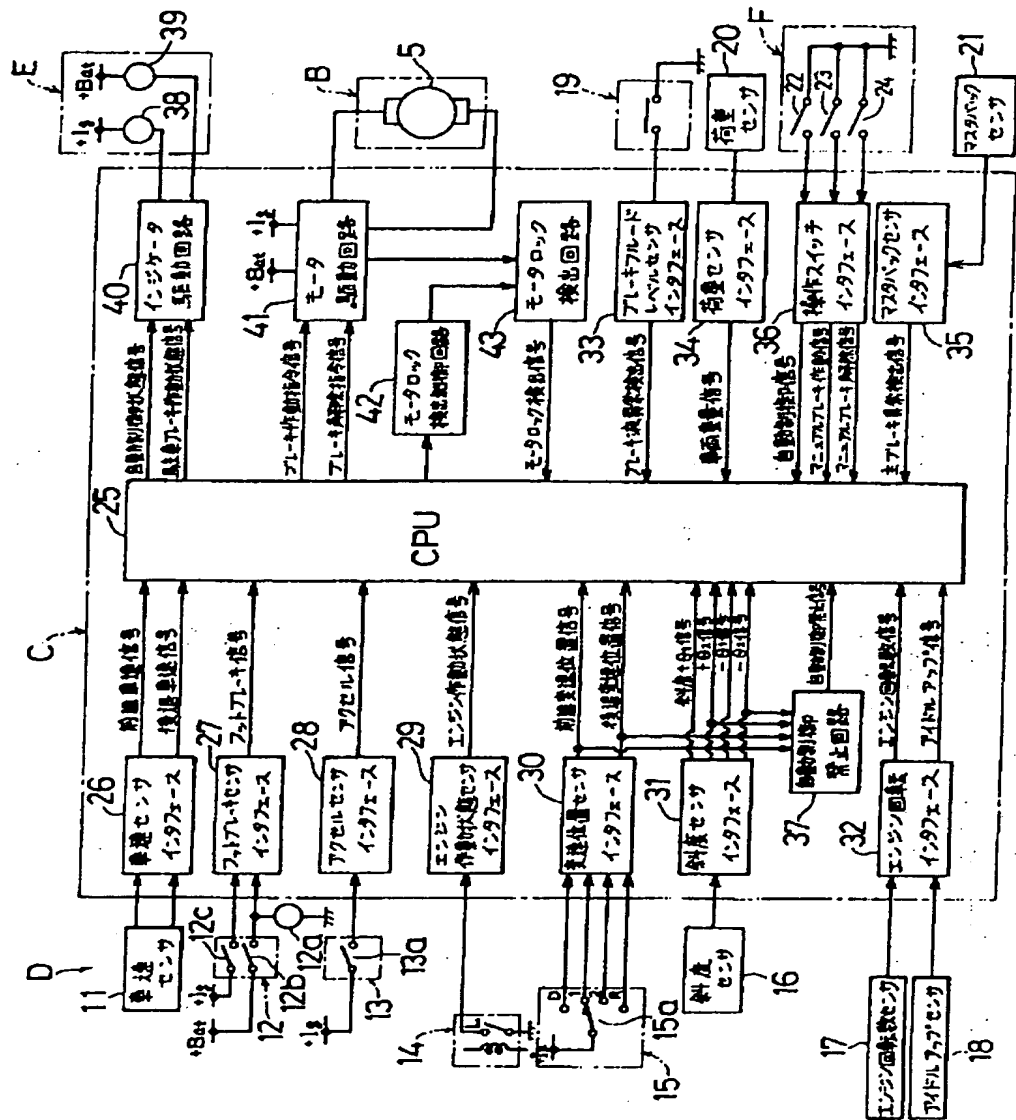 D
C
25
E
+Ig
+Bat
38
39
11
車速
センサ
26
車速センサ
インタフェース
前進車速信号
後退車速信号
CPU
自動制御状態信号
駐車ブレーキ作動状態信号
40
インジケータ
駆動回路
+Bat
+Ig
12c
12b
12a
12
27
フットブレーキセンサ
インタフェース
フットブレーキ信号
ブレーキ作動指令信号
ブレーキ解除指令信号
41
モータ
駆動回路
+Bat
+Ig
B
5
+Ig
13a
13
28
アクセルセンサ
インタフェース
アクセル信号
42
モータロック
検出制御回路
43
モータロック
検出回路
モータロック検出信号
14
L
29
エンジン
作動状態センサ
インタフェース
エンジン作動状態信号
33
ブレーキフルード
レベルセンサ
インタフェース
ブレーキ液異常検出信号
19
15
15a
D
1
2
R
30
変速位置センサ
インタフェース
前進変速位置信号
後退変速位置信号
34
荷重センサ
インタフェース
車両重量信号
20
荷重
センサ
16
斜度
センサ
31
斜度センサ
インタフェース
斜度+θ1信号
+θ2信号
-θ1信号
-θ2信号
36
操作スイッチ
インタフェース
自動制御信号
マニュアルブレーキ作動信号
マニュアルブレーキ解除信号
F
22
23
24
37
自動制御
禁止回路
自動制御禁止信号
17
エンジン回転数センサ
18
アイドルアップセンサ
32
エンジン回転
インタフェース
エンジン回転数信号
アイドルアップ信号
35
マスタバックセンサ
インタフェース
主ブレーキ異常検出信号
21
マスタバック
センサ